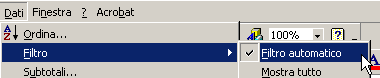 Dati Finestra ? Acrobat
Ordina... 100% ?
Filtro Filtro automatico
Subtotali... Mostra tutto